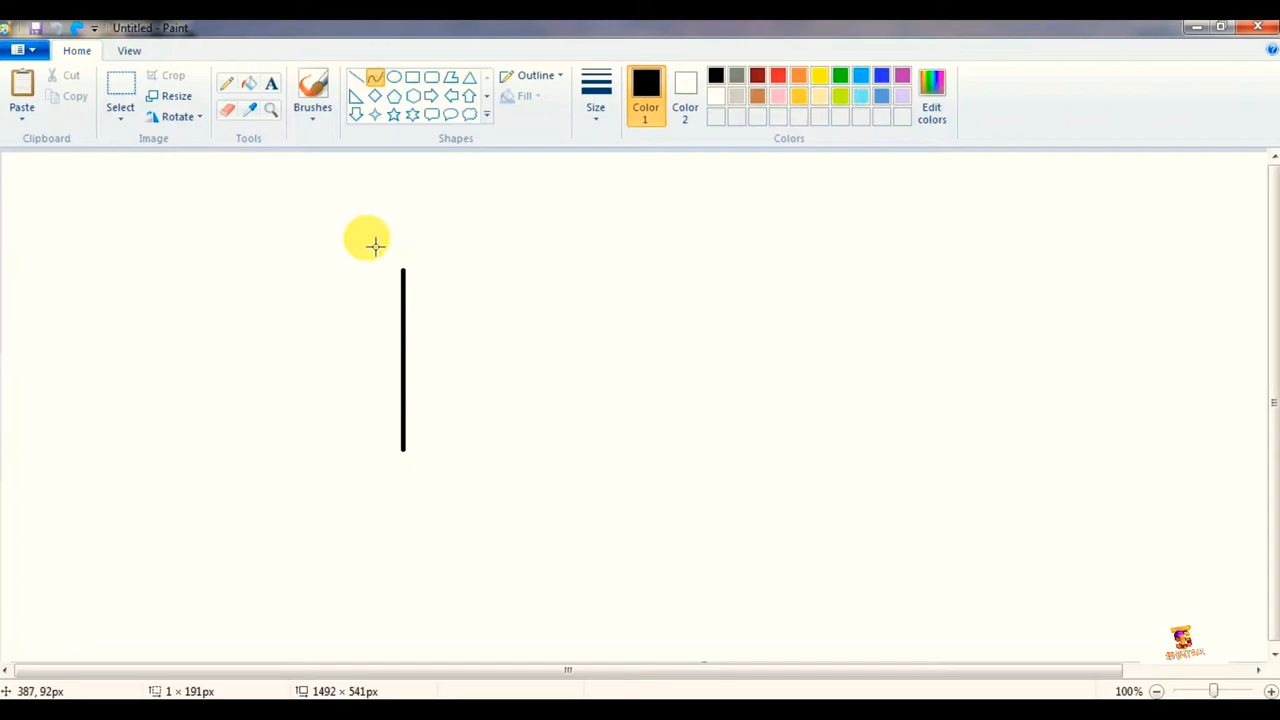 Untitled - Paint
Home View
Cut
Copy
Paste
Clipboard
Select
Crop
Resize
Rotate
Image
A
Tools
Brushes
Shapes
Outline
Fill
Size
Color
1
Color
2
Edit
colors
Colors
387, 92px
1 × 191px
1492 × 541px
100%